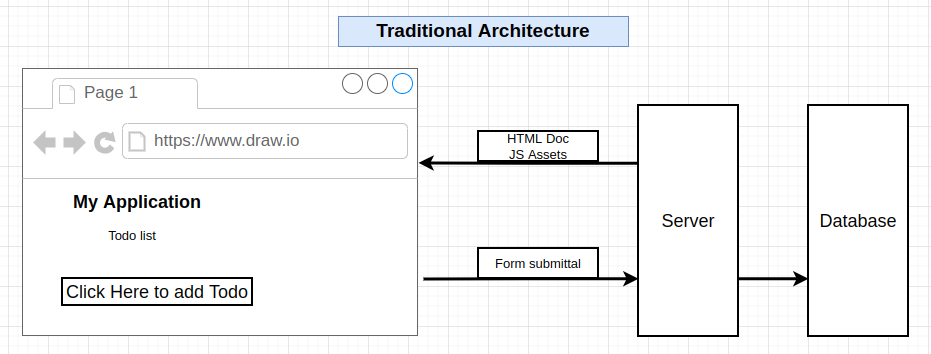 Traditional Architecture
Page 1
https://www.draw.io
My Application
Todo list
Click Here to add Todo
HTML Doc
JS Assets
Form submittal
Server
Database